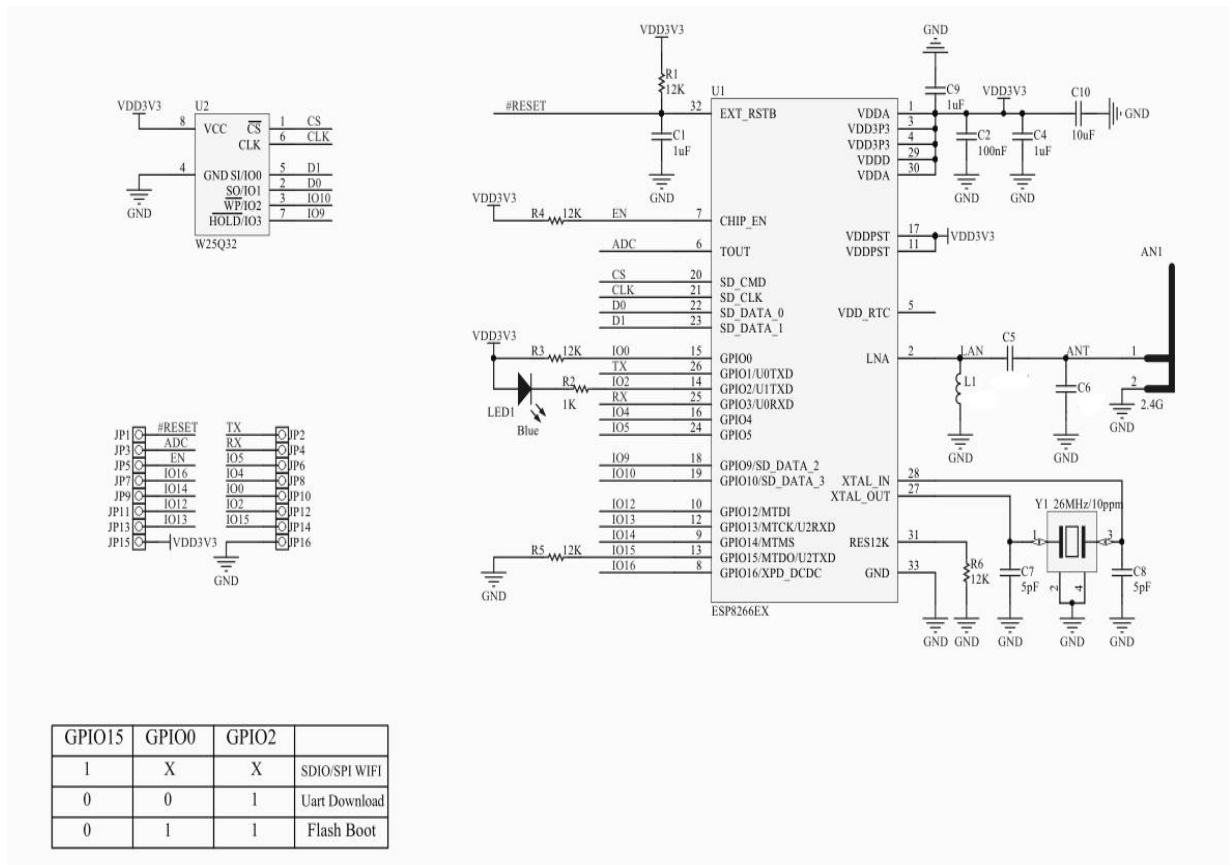 VDD3V3
U2
8 VCC CS 1 CS
CLK 6 CLK
4 GND SI/IO0 5 D1
SO/IO1 2 D0
WP/IO2 3 IO10
HOLD/IO3 7 IO9
GND
W25Q32
VDD3V3
R1
12K
#RESET
C1
1uF
GND
VDD3V3
R4 12K EN
ADC
CS
CLK
D0
D1
VDD3V3
R3 12K IO0
TX
R2 IO2
1K
RX
LED1
Blue
IO4
IO5
IO9
IO10
IO12
IO13
IO14
R5 12K IO15
IO16
GND
U1
32 EXT_RSTB
7 CHIP_EN
6 TOUT
20 SD_CMD
21 SD_CLK
22 SD_DATA_0
23 SD_DATA_1
15 GPIO0
26 GPIO1/U0TXD
14 GPIO2/U1TXD
25 GPIO3/U0RXD
16 GPIO4
24 GPIO5
18 GPIO9/SD_DATA_2
19 GPIO10/SD_DATA_3
10 GPIO12/MTDI
12 GPIO13/MTCK/U2RXD
9 GPIO14/MTMS
13 GPIO15/MTDO/U2TXD
8 GPIO16/XPD_DCDC
VDDA 1
VDD3P3 3
VDD3P3 4
VDDD 29
VDDA 30
VDDPST 17
VDDPST 11
VDD_RTC 5
LNA 2
XTAL_IN 28
XTAL_OUT 27
RES12K 31
GND 33
ESP8266EX
GND
C9
1uF
VDD3V3
C10
10uF
GND
C2
100nF
C4
1uF
GND
GND
VDD3V3
AN1
LAN
C5
ANT
1
L1
C6
2
2.4G
GND
GND
GND
Y1 26MHz/10ppm
1
3
2
4
R6
12K
C7
5pF
C8
5pF
GND
GND
GND
GND
GND
JP1 #RESET
JP3 ADC
JP5 EN
JP7 IO16
JP9 IO14
JP11 IO12
JP13 IO13
JP15 VDD3V3
TX JP2
RX JP4
IO5 JP6
IO4 JP8
IO0 JP10
IO2 JP12
IO15 JP14
JP16
GND
GPIO15 GPIO0 GPIO2
1 X X SDIO/SPI WIFI
0 0 1 Uart Download
0 1 1 Flash Boot